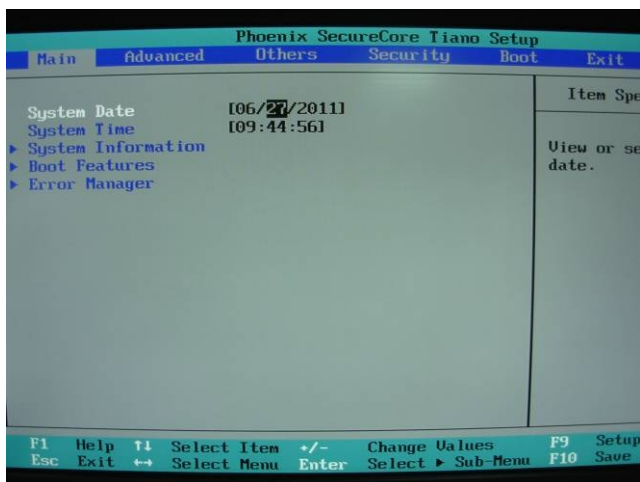 Phoenix SecureCore Tiano Setup
Main Advanced Others Security Boot Exit
System Date [06/27/2011]
System Time [09:44:56]
▶ System Information
▶ Boot Features
▶ Error Manager
Item Spe
View or se
date.
F1 Help ↑↓ Select Item +/- Change Values F9 Setup
Esc Exit ↔ Select Menu Enter Select ▶ Sub-Menu F10 Save